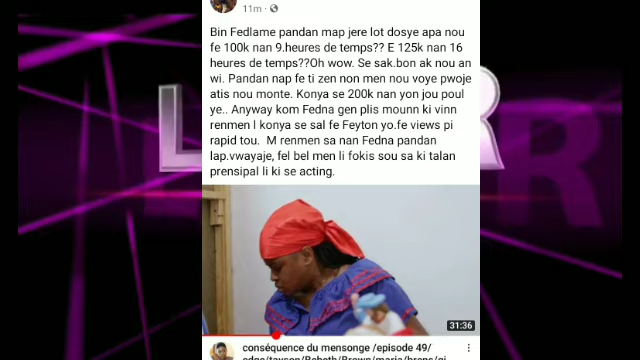 11m
Bin Fedlame pandan map jere lot dosye apa nou
fe 100k nan 9.heures de temps?? E 125k nan 16
heures de temps??Oh wow. Se sak.bon ak nou an
wi. Pandan nap fe ti zen non men nou voye pwoje
atis nou monte. Konya se 200k nan yon jou poul
ye.. Anyway kom Fedna gen plis mounn ki vinn
renmen l konya se sal fe Feyton yo.fe views pi
rapid tou. M renmen sa nan Fedna pandan
lap.vwayaje, fel bel men li fokis sou sa ki talan
prensipal li ki se acting.
31:36
conséquence du mensonge /episode 49/